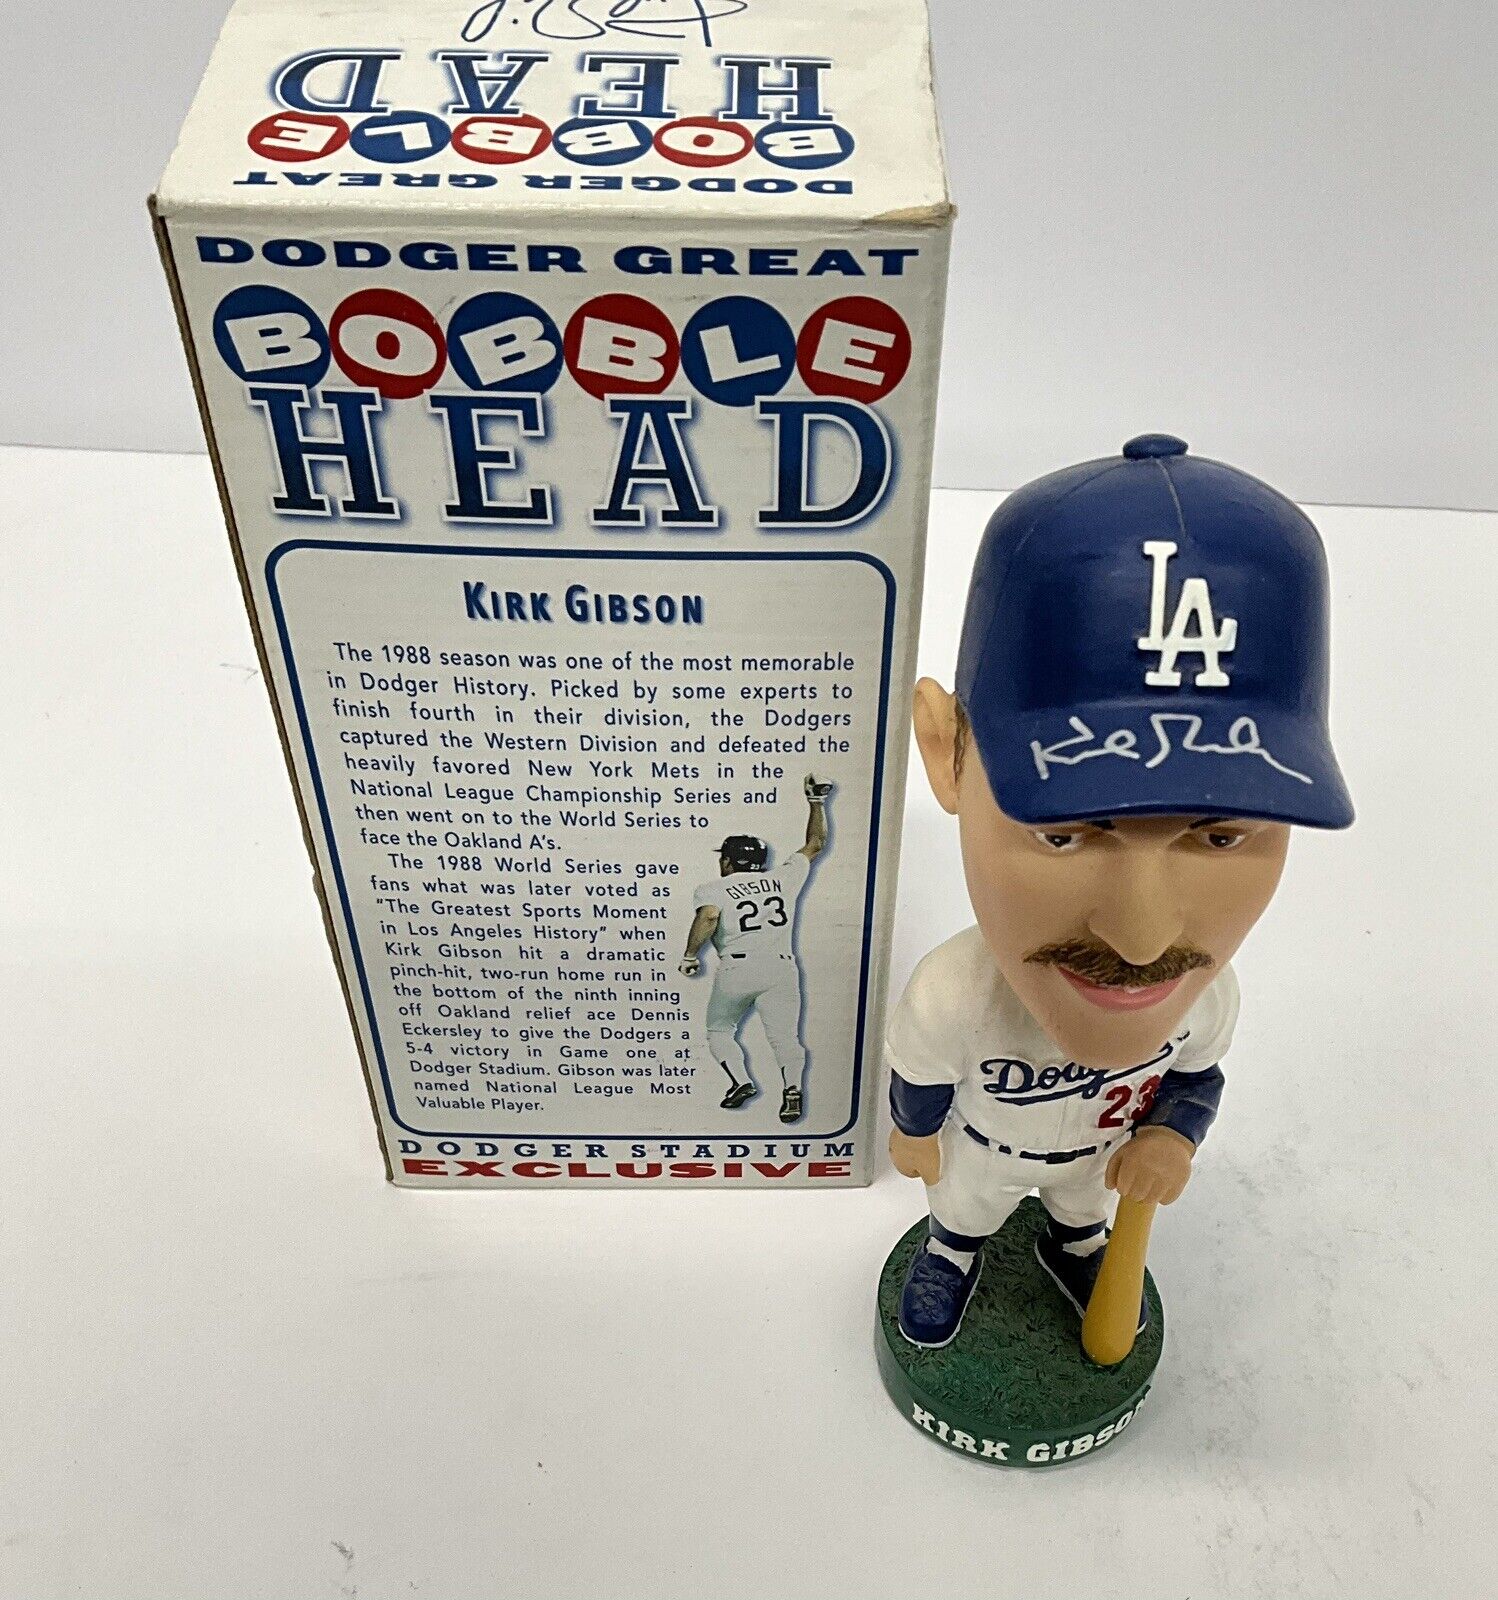 HEAD
BOBBLE
DODGER GREAT
DODGER GREAT
BOBBLE
HEAD
KIRK GIBSON
The 1988 season was one of the most memorable
in Dodger History. Picked by some experts to
finish fourth in their division, the Dodgers
captured the Western Division and defeated the
heavily favored New York Mets in the
National League Championship Series and
then went on to the World Series to
face the Oakland A's.
The 1988 World Series gave
fans what was later voted as
"The Greatest Sports Moment
in Los Angeles History" when
Kirk Gibson hit a dramatic
pinch-hit, two-run home run in
the bottom of the ninth inning
off Oakland relief ace Dennis
Eckersley to give the Dodgers a
5-4 victory in Game one at
Dodger Stadium. Gibson was later
named National League Most
Valuable Player.
GIBSON
23
23
DODGER STADIUM
EXCLUSIVE
LA
Kirk Gibson
Dodgers
23
KIRK GIBSON